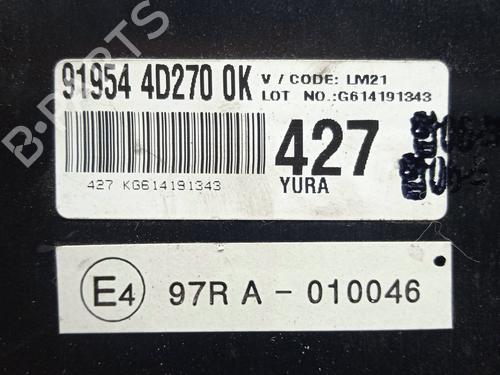 91954 4D270 0K
V / CODE: LM21
LOT NO.:G614191343
427
427 KG614191343
YURA
E4
97R A - 010046
B-PARTS